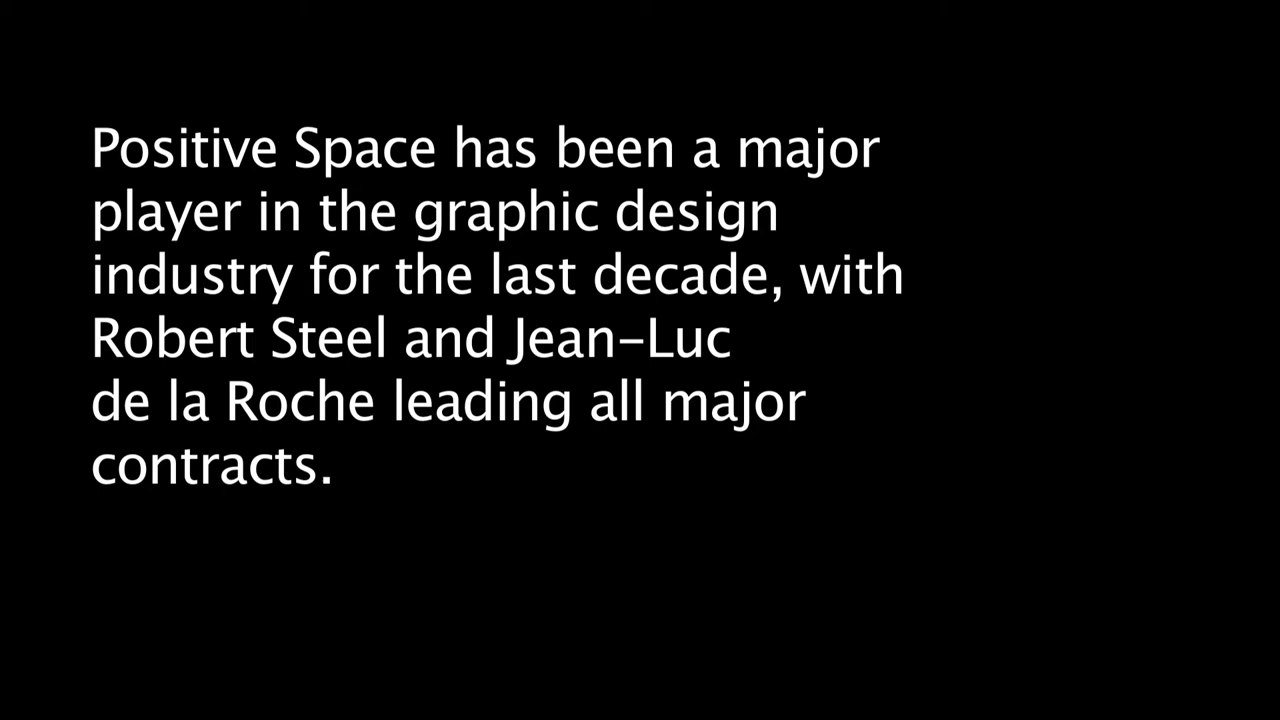 Positive Space has been a major
player in the graphic design
industry for the last decade, with
Robert Steel and Jean-Luc
de la Roche leading all major
contracts.